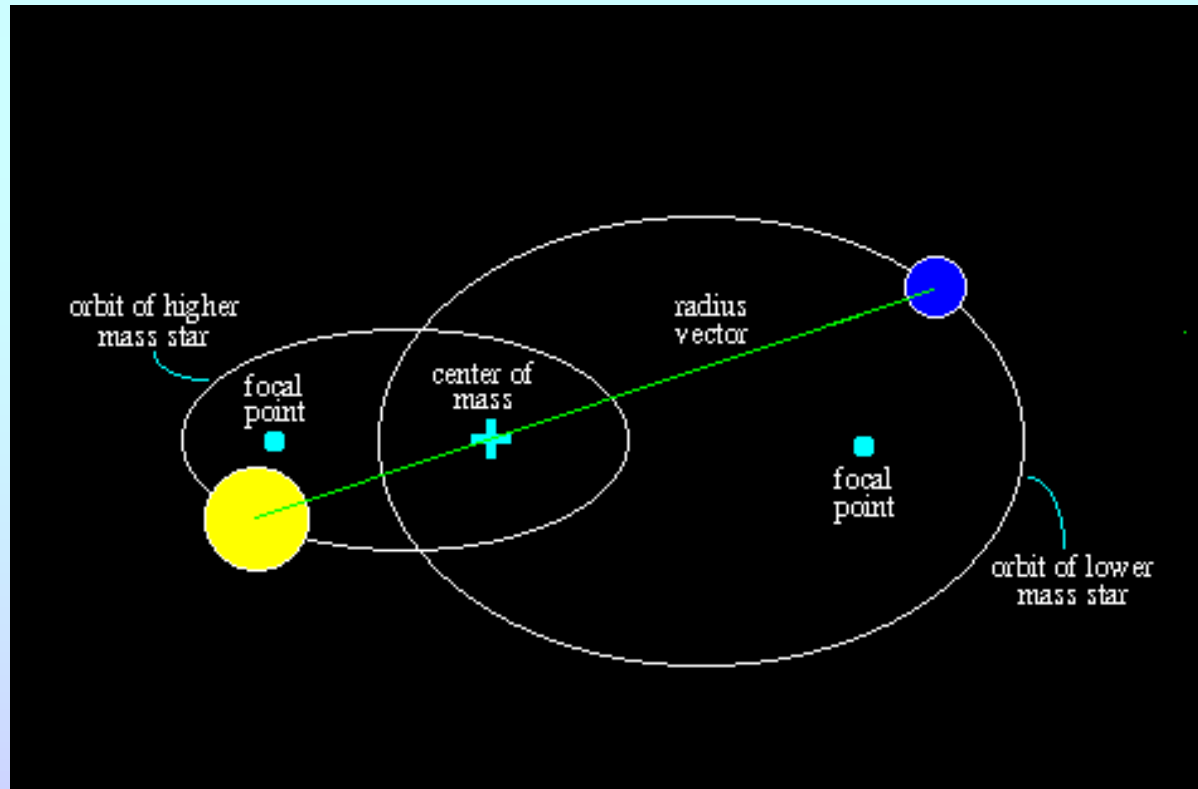 orbit of higher
mass star
focal
point
center of
mass
radius
vector
focal
point
orbit of lower
mass star